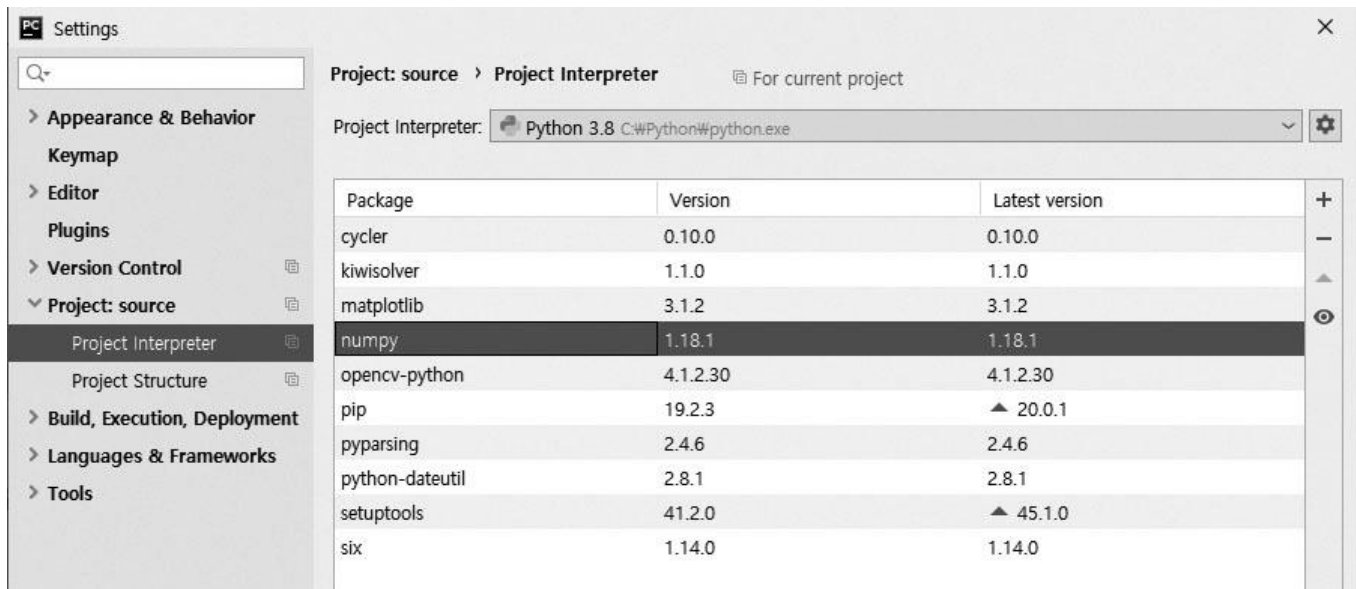 PC Settings
Project: source > Project Interpreter For current project
Appearance & Behavior
Keymap
Editor
Plugins
Version Control
Project: source
Project Interpreter
Project Structure
Build, Execution, Deployment
Languages & Frameworks
Tools
Project Interpreter: Python 3.8 C:₩Python₩python.exe
Package Version Latest version
cycler 0.10.0 0.10.0
kiwisolver 1.1.0 1.1.0
matplotlib 3.1.2 3.1.2
numpy 1.18.1 1.18.1
opencv-python 4.1.2.30 4.1.2.30
pip 19.2.3 ▲ 20.0.1
pyparsing 2.4.6 2.4.6
python-dateutil 2.8.1 2.8.1
setuptools 41.2.0 ▲ 45.1.0
six 1.14.0 1.14.0